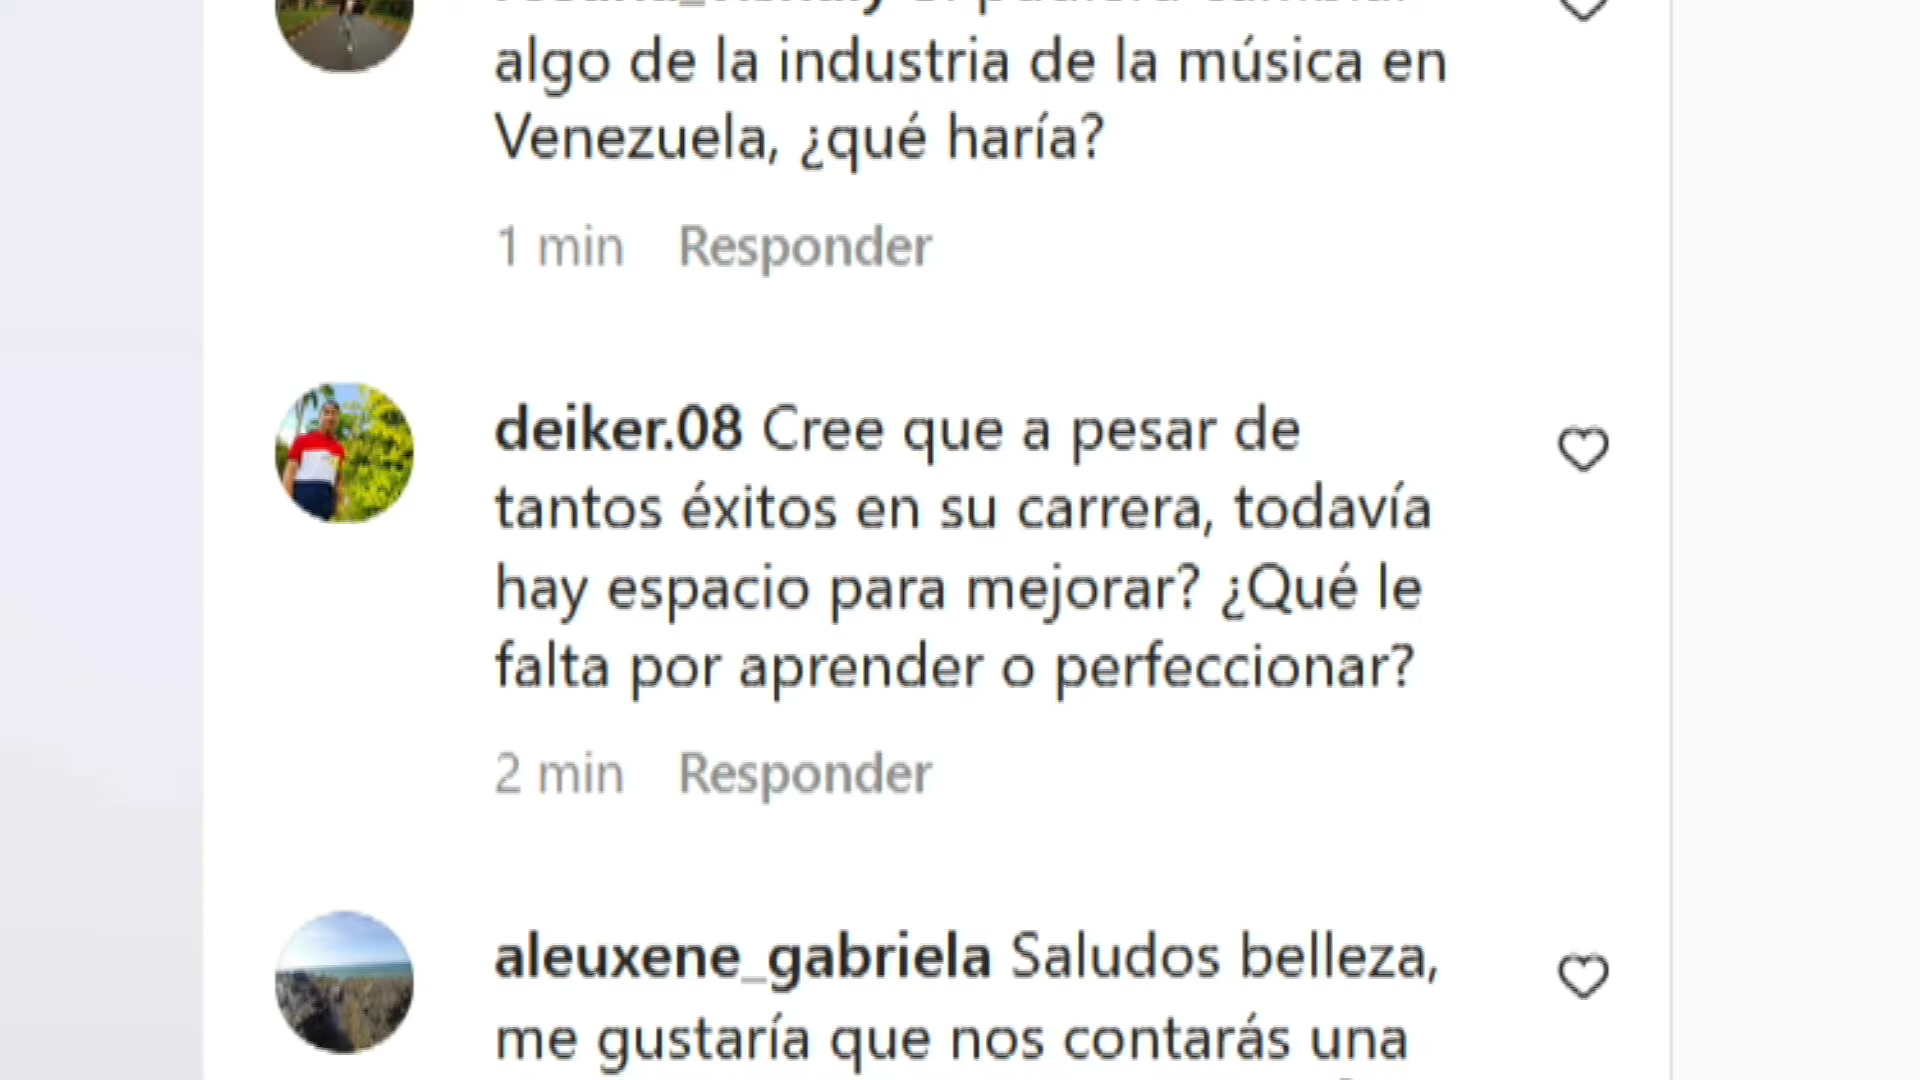 algo de la industria de la música en
Venezuela, ¿qué haría?
1 min Responder
deiker.08 Cree que a pesar de
tantos éxitos en su carrera, todavía
hay espacio para mejorar? ¿Qué le
falta por aprender o perfeccionar?
2 min Responder
aleuxene_gabriela Saludos belleza,
me gustaría que nos contarás una